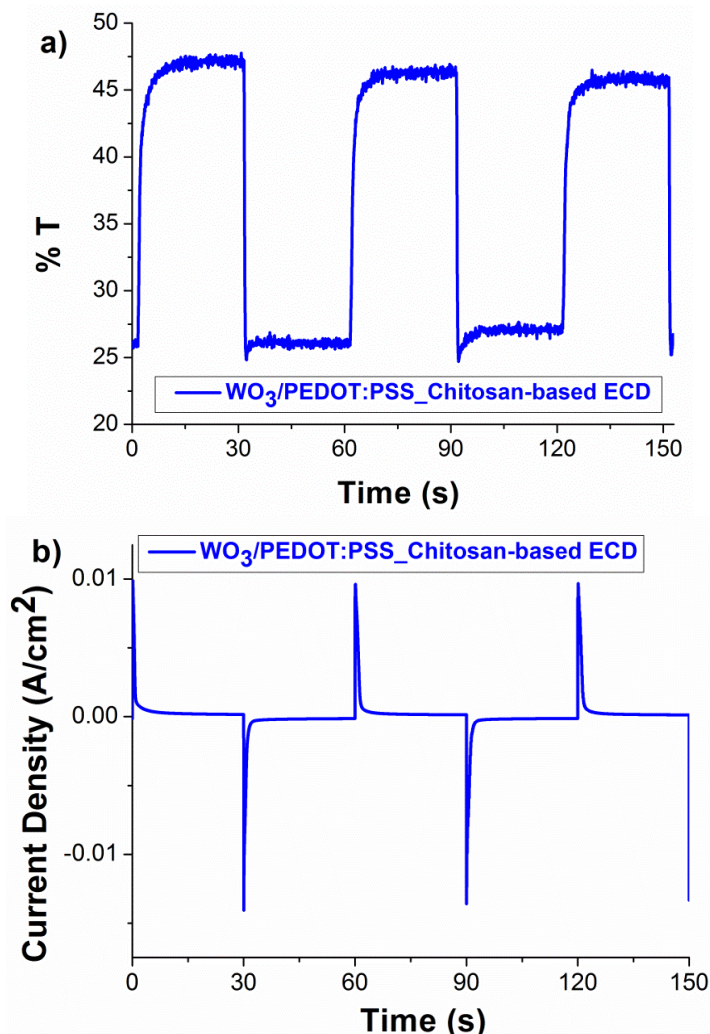 a)
50
45
40
35
30
25
20
% T
WO3/PEDOT:PSS_Chitosan-based ECD
0 30 60 90 120 150
Time (s)
b)
WO3/PEDOT:PSS_Chitosan-based ECD
0.01
0.00
-0.01
Current Density (A/cm2)
0 30 60 90 120 150
Time (s)